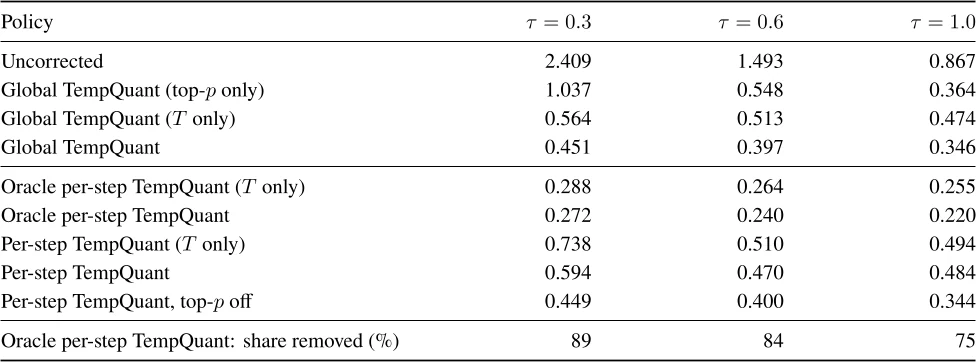 Policy τ = 0.3 τ = 0.6 τ = 1.0
Uncorrected 2.409 1.493 0.867
Global TempQuant (top-p only) 1.037 0.548 0.364
Global TempQuant (T only) 0.564 0.513 0.474
Global TempQuant 0.451 0.397 0.346
Oracle per-step TempQuant (T only) 0.288 0.264 0.255
Oracle per-step TempQuant 0.272 0.240 0.220
Per-step TempQuant (T only) 0.738 0.510 0.494
Per-step TempQuant 0.594 0.470 0.484
Per-step TempQuant, top-p off 0.449 0.400 0.344
Oracle per-step TempQuant: share removed (%) 89 84 75